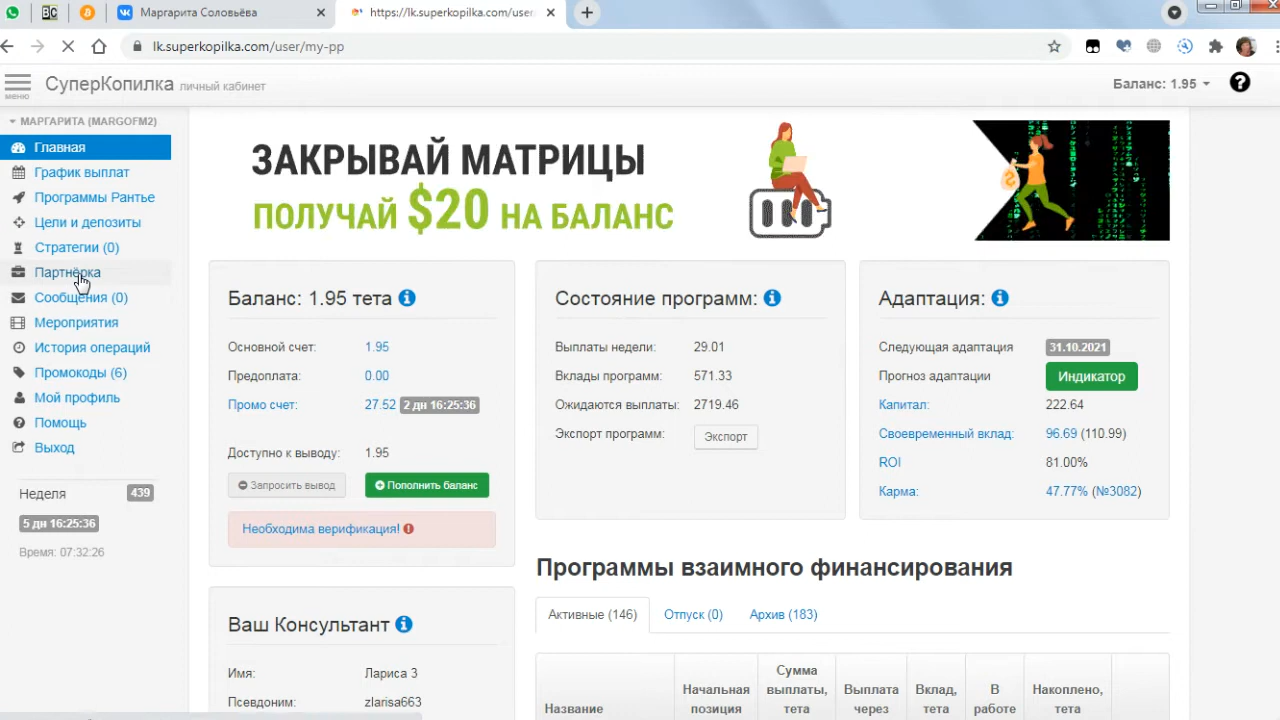 BC
Маргарита Соловьёва
https://lk.superkopilka.com/user
lk.superkopilka.com/user/my-pp
МЕНЮ
СуперКопилка личный кабинет
Баланс: 1.95
МАРГАРИТА (MARGOFM2)
Главная
График выплат
Программы Рантье
Цели и депозиты
Стратегии (0)
Партнёрка
Сообщения (0)
Мероприятия
История операций
Промокоды (6)
Мой профиль
Помощь
Выход
Неделя 439
5 дн 16:25:36
Время: 07:32:26
ЗАКРЫВАЙ МАТРИЦЫ
ПОЛУЧАЙ $20 НА БАЛАНС
Баланс: 1.95 тета
Основной счет: 1.95
Предоплата: 0.00
Промо счет: 27.52 2 дн 16:25:36
Доступно к выводу: 1.95
Запросить вывод
Пополнить баланс
Необходима верификация!
Состояние программ:
Выплаты недели: 29.01
Вклады программ: 571.33
Ожидаются выплаты: 2719.46
Экспорт программ: Экспорт
Адаптация:
Следующая адаптация 31.10.2021
Прогноз адаптации Индикатор
Капитал: 222.64
Своевременный вклад: 96.69 (110.99)
ROI 81.00%
Карма: 47.77% (№3082)
Ваш Консультант
Имя: Лариса 3
Псевдоним: zlarisa663
Программы взаимного финансирования
Активные (146)
Отпуск (0)
Архив (183)
Название
Начальная позиция
Сумма выплаты, тета
Выплата через
Вклад, тета
В работе
Накоплено, тета